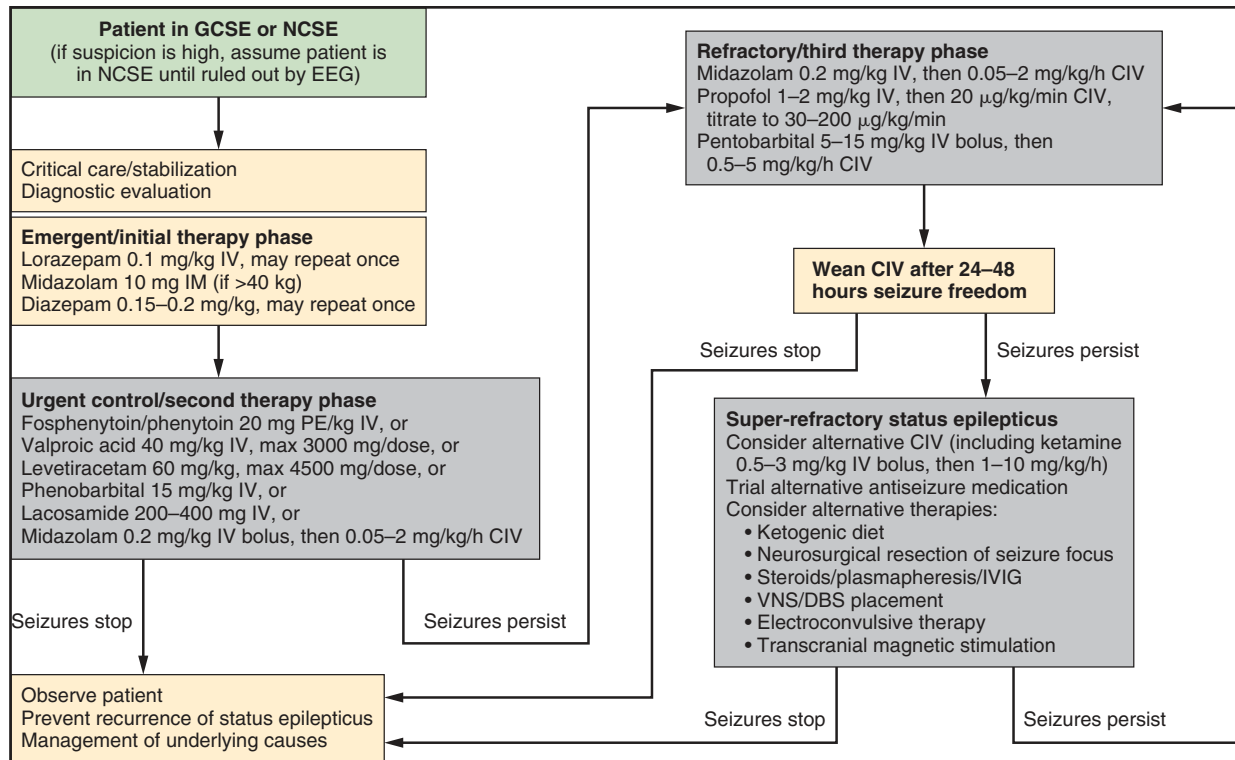 Patient in GCSE or NCSE
(if suspicion is high, assume patient is
in NCSE until ruled out by EEG)
Critical care/stabilization
Diagnostic evaluation
Emergent/initial therapy phase
Lorazepam 0.1 mg/kg IV, may repeat once
Midazolam 10 mg IM (if >40 kg)
Diazepam 0.15–0.2 mg/kg, may repeat once
Urgent control/second therapy phase
Fosphenytoin/phenytoin 20 mg PE/kg IV, or
Valproic acid 40 mg/kg IV, max 3000 mg/dose, or
Levetiracetam 60 mg/kg, max 4500 mg/dose, or
Phenobarbital 15 mg/kg IV, or
Lacosamide 200–400 mg IV, or
Midazolam 0.2 mg/kg IV bolus, then 0.05–2 mg/kg/h CIV
Seizures stop
Seizures persist
Observe patient
Prevent recurrence of status epilepticus
Management of underlying causes
Refractory/third therapy phase
Midazolam 0.2 mg/kg IV, then 0.05–2 mg/kg/h CIV
Propofol 1–2 mg/kg IV, then 20 μg/kg/min CIV,
titrate to 30–200 μg/kg/min
Pentobarbital 5–15 mg/kg IV bolus, then
0.5–5 mg/kg/h CIV
Wean CIV after 24–48
hours seizure freedom
Seizures stop
Seizures persist
Super-refractory status epilepticus
Consider alternative CIV (including ketamine
0.5–3 mg/kg IV bolus, then 1–10 mg/kg/h)
Trial alternative antiseizure medication
Consider alternative therapies:
• Ketogenic diet
• Neurosurgical resection of seizure focus
• Steroids/plasmapheresis/IVIG
• VNS/DBS placement
• Electroconvulsive therapy
• Transcranial magnetic stimulation
Seizures stop
Seizures persist